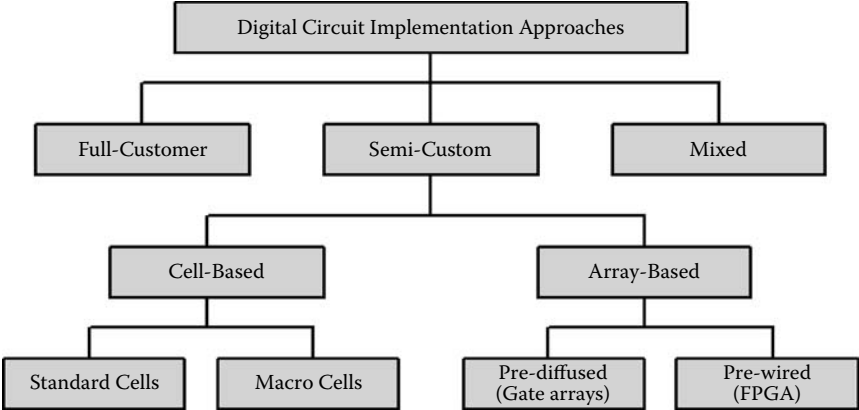 Digital Circuit Implementation Approaches
Full-Customer
Semi-Custom
Mixed
Cell-Based
Array-Based
Standard Cells
Macro Cells
Pre-diffused
(Gate arrays)
Pre-wired
(FPGA)